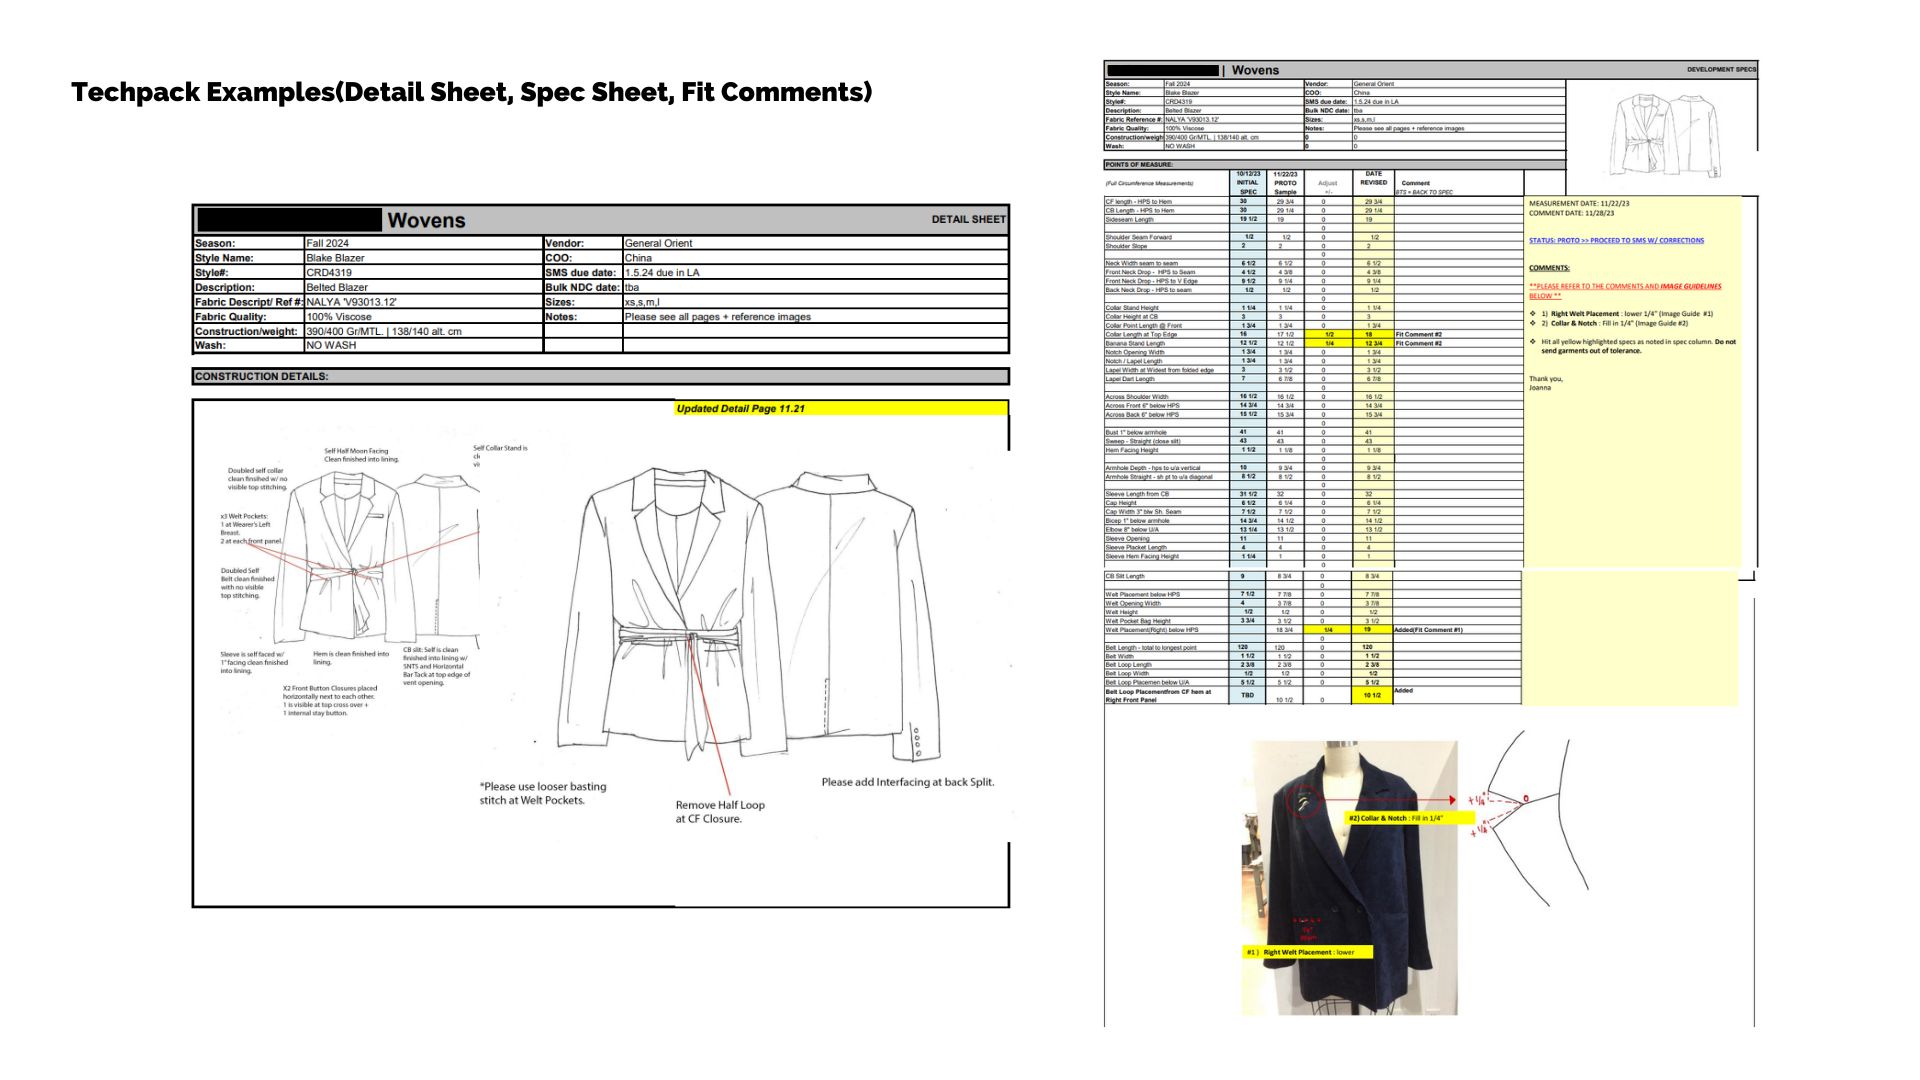 Techpack Examples(Detail Sheet, Spec Sheet, Fit Comments)
Wovens
DETAIL SHEET
Season: Fall 2024 Vendor: General Orient
Style Name: Blake Blazer COO: China
Style#: CRD4319 SMS due date: 1.5.24 due in LA
Description: Belted Blazer Bulk NDC date: tba
Fabric Descript/ Ref #: NALYA 'V93013.12' Sizes: xs,s,m,l
Fabric Quality: 100% Viscose Notes: Please see all pages + reference images
Construction/weight: 390/400 Gr/MTL. | 138/140 alt. cm
Wash: NO WASH
CONSTRUCTION DETAILS:
Updated Detail Page 11.21
Self Half Moon Facing
Clean finished into lining.
Self Collar Stand is
Doubled self collar
clean finsihed w/ no
visible top stitching.
x3 Welt Pockets:
1 at Wearer's Left
Breast.
2 at each front panel.
Doubled Self
Belt clean finished
with no visible
top stitching.
Sleeve is self faced w/
1" facing clean finished
into lining.
Hem is clean finished into
lining.
CB slit: Self is clean
finished into lining w/
SNTS and Horizontal
Bar Tack at top edge of
vent opening.
X2 Front Button Closures placed
horizontally next to each other.
1 is visible at top cross over +
1 internal stay button.
*Please use looser basting
stitch at Welt Pockets.
Remove Half Loop
at CF Closure.
Please add Interfacing at back Split.
| Wovens
DEVELOPMENT SPECS
Season: Fall 2024 Vendor: General Orient
Style Name: Blake Blazer COO: China
Style#: CRD4319 SMS due date: 1.5.24 due in LA
Description: Belted Blazer Bulk NDC date: tba
Fabric Reference #: NALYA 'V93013.12' Sizes: xs,s,m,l
Fabric Quality: 100% Viscose Notes: Please see all pages + reference images
Construction/weigh 390/400 Gr/MTL. | 138/140 alt. cm 0 0
Wash: NO WASH 0 0
POINTS OF MEASURE:
10/12/23 11/22/23 DATE
(Full Circumference Measurements) INITIAL PROTO Adjust REVISED Comment
SPEC Sample +/- BTS = BACK TO SPEC
CF length - HPS to Hem 30 29 3/4 0 29 3/4
CB Length - HPS to Hem 30 29 1/4 0 29 1/4
Sideseam Length 19 1/2 19 0 19
0
Shoulder Seam Forward 1/2 1/2 0 1/2
Shoulder Slope 2 2 0 2
0
Neck Width seam to seam 6 1/2 6 1/2 0 6 1/2
Front Neck Drop - HPS to Seam 4 1/2 4 3/8 0 4 3/8
Front Neck Drop - HPS to V Edge 9 1/2 9 1/4 0 9 1/4
Back Neck Drop - HPS to seam 1/2 1/2 0 1/2
0
Collar Stand Height 1 1/4 1 1/4 0 1 1/4
Collar Height at CB 3 3 0 3
Collar Point Length @ Front 1 3/4 1 3/4 0 1 3/4
Collar Length at Top Edge 16 17 1/2 1/2 18 Fit Comment #2
Banana Stand Length 12 1/2 12 1/2 1/4 12 3/4 Fit Comment #2
Notch Opening Width 1 3/4 1 3/4 0 1 3/4
Notch / Lapel Length 1 3/4 1 3/4 0 1 3/4
Lapel Width at Widest from folded edge 3 3 1/2 0 3 1/2
Lapel Dart Length 7 6 7/8 0 6 7/8
0
Across Shoulder Width 16 1/2 16 1/2 0 16 1/2
Across Front 6" below HPS 14 3/4 14 3/4 0 14 3/4
Across Back 6" below HPS 15 1/2 15 3/4 0 15 3/4
0
Bust 1" below armhole 41 41 0 41
Sweep - Straight (close slit) 43 43 0 43
Hem Facing Height 1 1/2 1 1/8 0 1 1/8
0
Armhole Depth - hps to u/a vertical 10 9 3/4 0 9 3/4
Armhole Straight - sh pt to u/a diagonal 8 1/2 8 1/2 0 8 1/2
0
Sleeve Length from CB 31 1/2 32 0 32
Cap Height 6 1/2 6 1/4 0 6 1/4
Cap Width 3" blw Sh. Seam 7 1/2 7 1/2 0 7 1/2
Bicep 1" below armhole 14 3/4 14 1/2 0 14 1/2
Elbow 8" below U/A 13 1/4 13 1/2 0 13 1/2
Sleeve Opening 11 11 0 11
Sleeve Placket Length 4 4 0 4
Sleeve Hem Facing Height 1 1/4 1 0 1
0
CB Slit Length 9 8 3/4 0 8 3/4
0
Welt Placement below HPS 7 1/2 7 7/8 0 7 7/8
Welt Opening Width 4 3 7/8 0 3 7/8
Welt Height 1/2 1/2 0 1/2
Welt Pocket Bag Height 3 3/4 3 1/2 0 3 1/2
Welt Placement(Right) below HPS 18 3/4 1/4 19 Added(Fit Comment #1)
0
Belt Length - total to longest point 120 120 0 120
Belt Width 1 1/2 1 1/2 0 1 1/2
Belt Loop Length 2 3/8 2 3/8 0 2 3/8
Belt Loop Width 1/2 1/2 0 1/2
Belt Loop Placemen below U/A 5 1/2 5 1/2 0 5 1/2
Belt Loop Placementfrom CF hem at
Right Front Panel TBD 10 1/2 0 10 1/2 Added
MEASUREMENT DATE: 11/22/23
COMMENT DATE: 11/28/23
STATUS: PROTO >> PROCEED TO SMS W/ CORRECTIONS
COMMENTS:
**PLEASE REFER TO THE COMMENTS AND IMAGE GUIDELINES
BELOW **
❖ 1) Right Welt Placement : lower 1/4" (Image Guide #1)
❖ 2) Collar & Notch : Fill in 1/4" (Image Guide #2)
❖ Hit all yellow highlighted specs as noted in spec column. Do not
send garments out of tolerance.
Thank you,
Joanna
#2) Collar & Notch : Fill in 1/4"
+1/4"
0
+1/4
#1 ) Right Welt Placement : lower